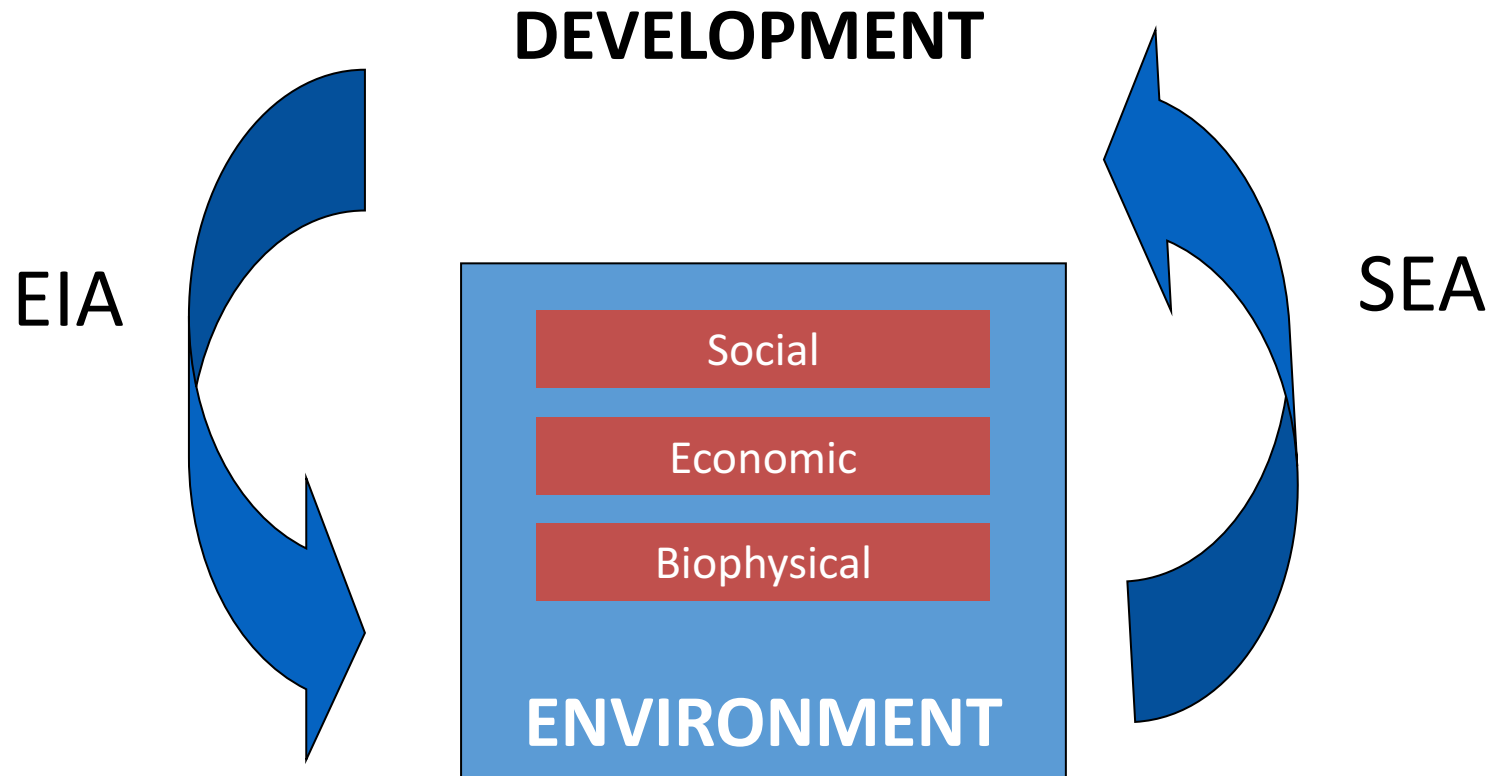 DEVELOPMENT
EIA
SEA
Social
Economic
Biophysical
ENVIRONMENT